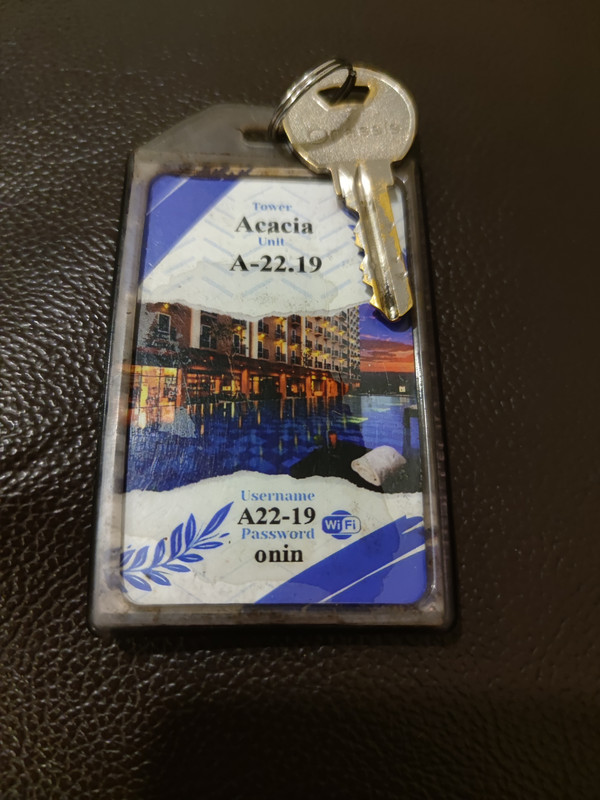 Tower
Acacia
Unit
A-22.19
Username
A22-19
WiFi
Password
onin